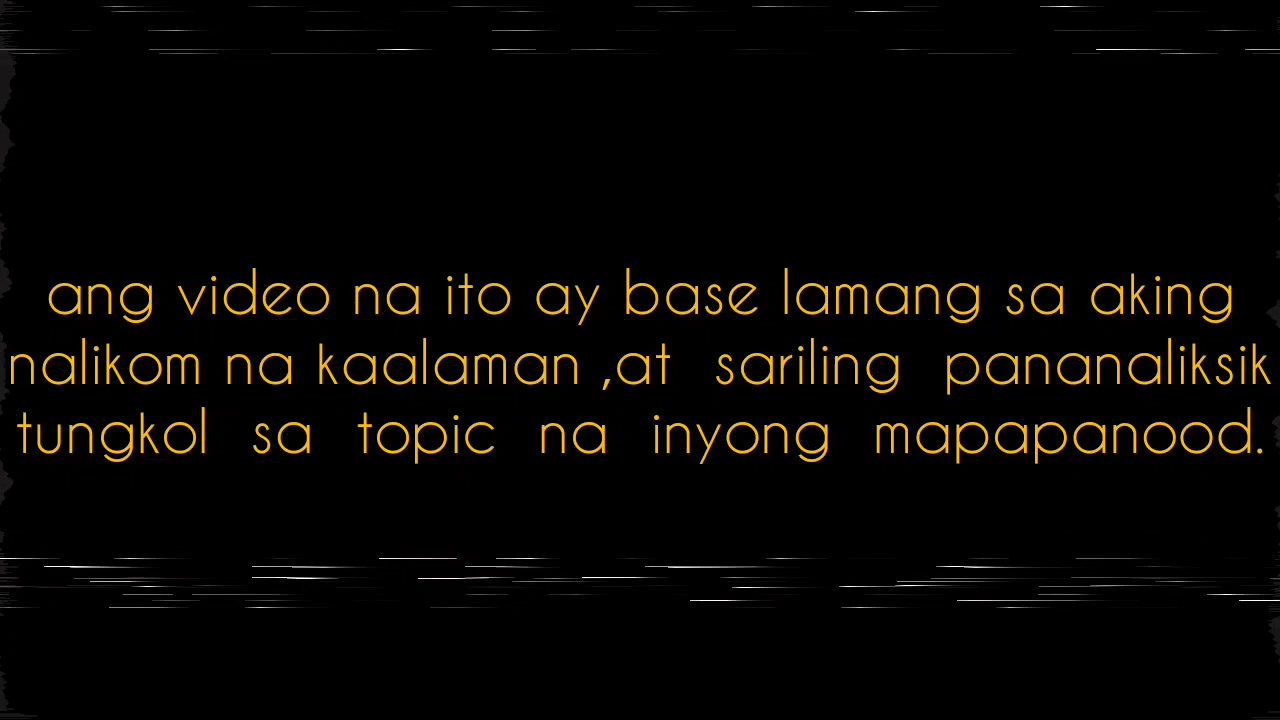 ang video na ito ay base lamang sa aking
nalikom na kaalaman ,at sariling pananaliksik
tungkol sa topic na inyong mapapanood.